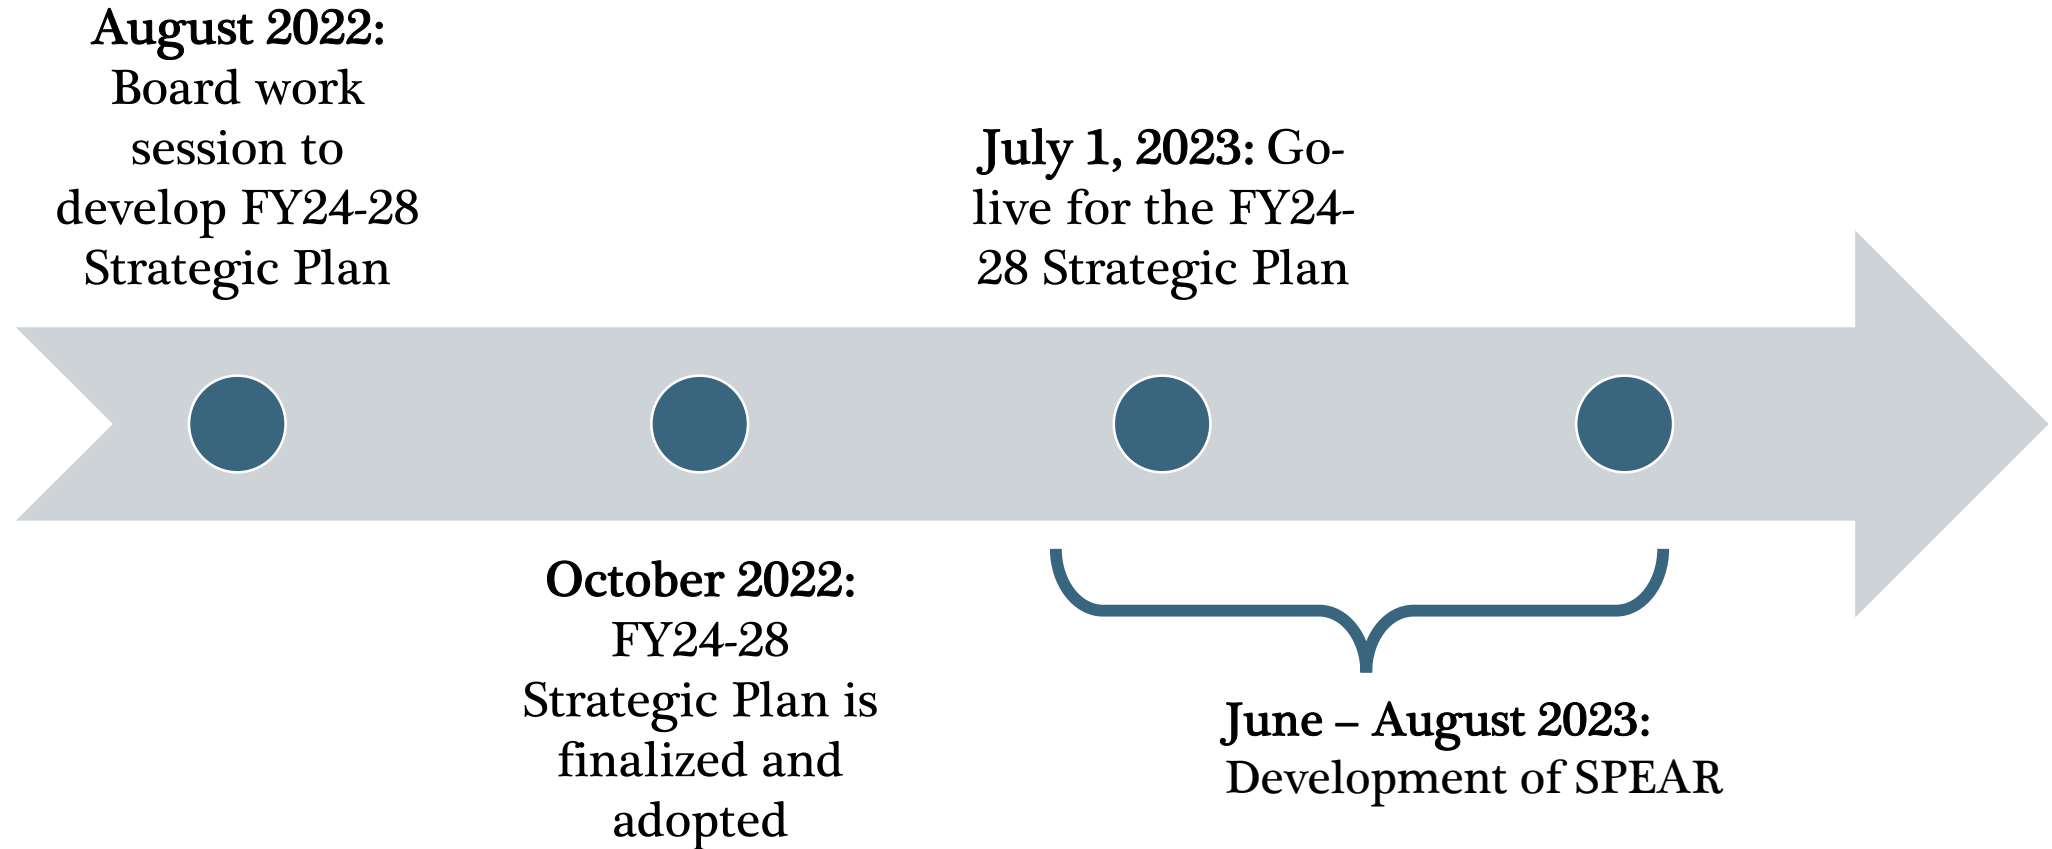 August 2022:
Board work
session to
develop FY24-28
Strategic Plan
October 2022:
FY24-28
Strategic Plan is
finalized and
adopted
July 1, 2023: Go-
live for the FY24-
28 Strategic Plan
June – August 2023:
Development of SPEAR